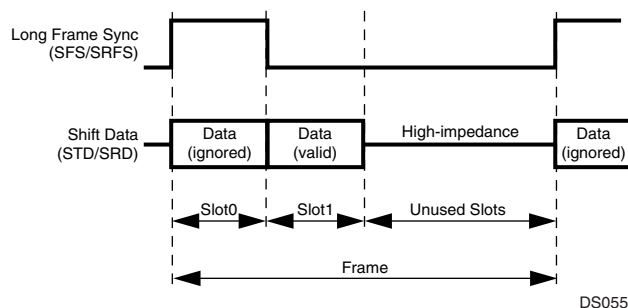 Long Frame Sync
(SFS/SRFS)
Shift Data
(STD/SRD)
Data
(ignored)
Data
(valid)
High-impedance
Data
(ignored)
Slot0
Slot1
Unused Slots
Frame
DS055